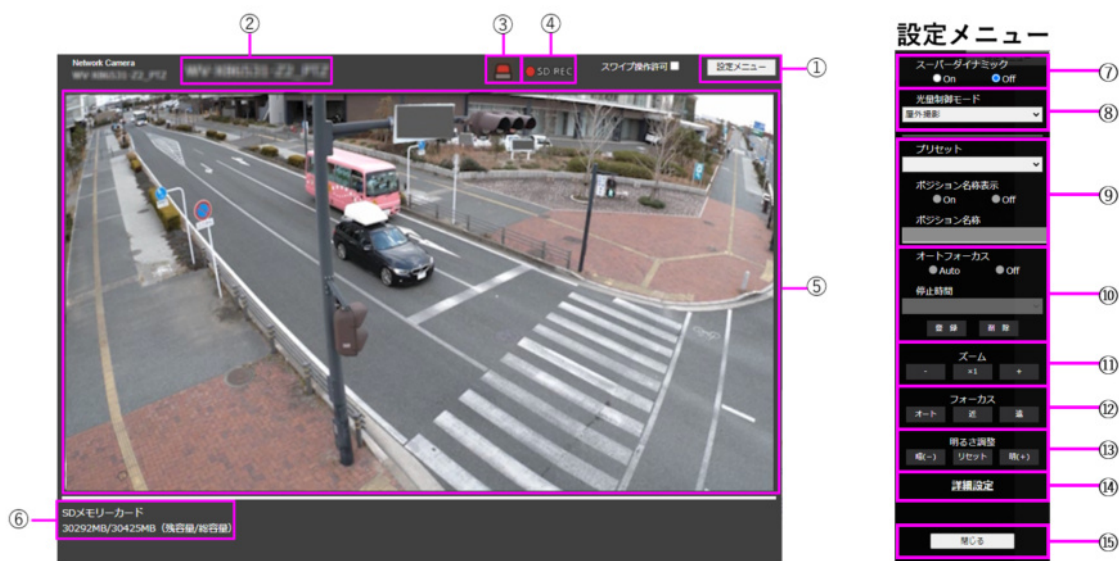 設定メニュー
②
③
④
Network Camera
SD REC
スワイプ操作許可
設定メニュー
①
⑤
SDメモリーカード
⑥
30292MB/30425MB（残容量/総容量）
スーパーダイナミック
On
Off
⑦
光量制御モード
屋外撮影
⑧
プリセット
ポジション名称表示
On
Off
ポジション名称
⑨
オートフォーカス
Auto
Off
停止時間
登録
削除
⑩
ズーム
-
×1
+
⑪
フォーカス
オート
近
遠
⑫
明るさ調整
暗(-)
リセット
明(+)
⑬
詳細設定
⑭
閉じる
⑮